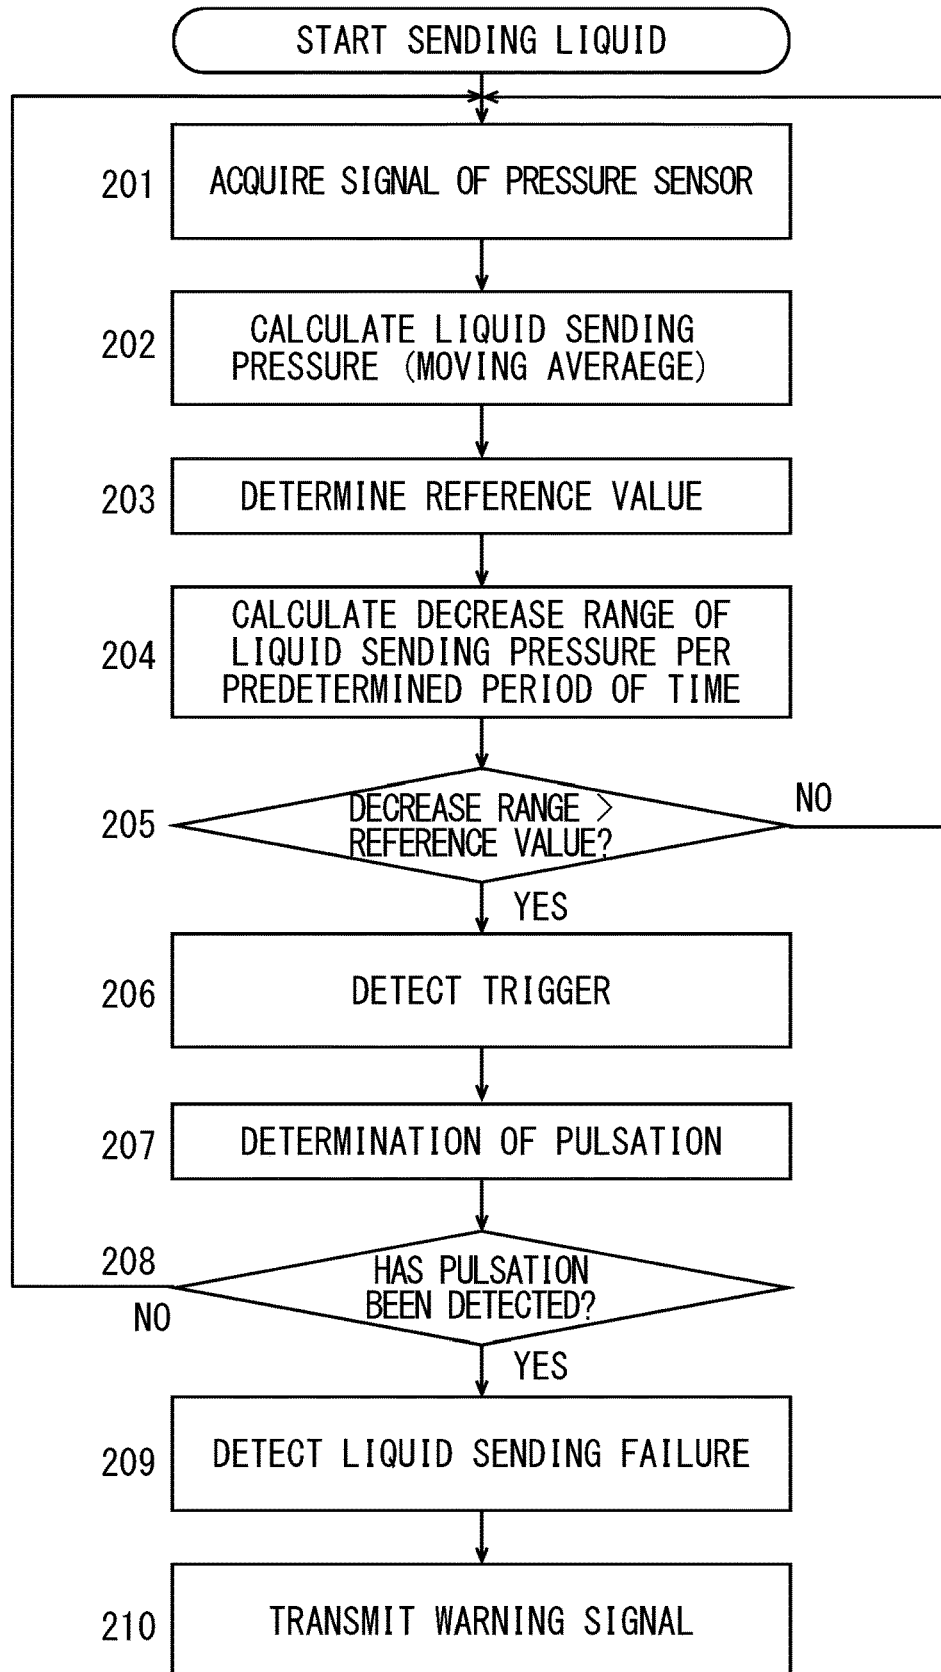 START SENDING LIQUID
201
ACQUIRE SIGNAL OF PRESSURE SENSOR
202
CALCULATE LIQUID SENDING
PRESSURE (MOVING AVERAEGE)
203
DETERMINE REFERENCE VALUE
204
CALCULATE DECREASE RANGE OF
LIQUID SENDING PRESSURE PER
PREDETERMINED PERIOD OF TIME
205
DECREASE RANGE >
REFERENCE VALUE?
NO
YES
206
DETECT TRIGGER
207
DETERMINATION OF PULSATION
208
HAS PULSATION
BEEN DETECTED?
NO
YES
209
DETECT LIQUID SENDING FAILURE
210
TRANSMIT WARNING SIGNAL